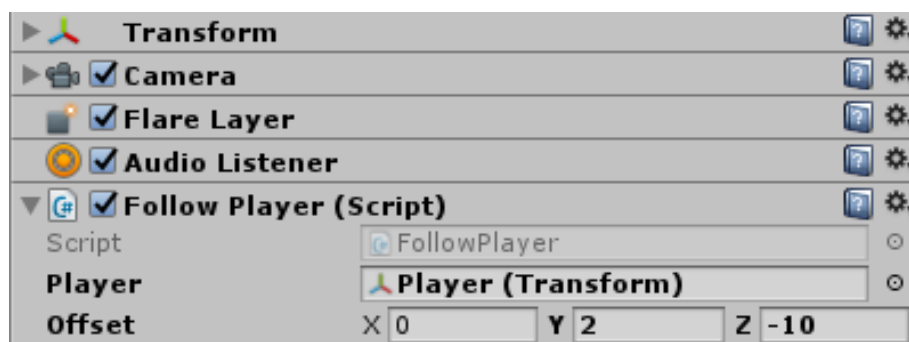 Transform
Camera
Flare Layer
Audio Listener
Follow Player (Script)
Script FollowPlayer
Player Player (Transform)
Offset X 0 Y 2 Z -10